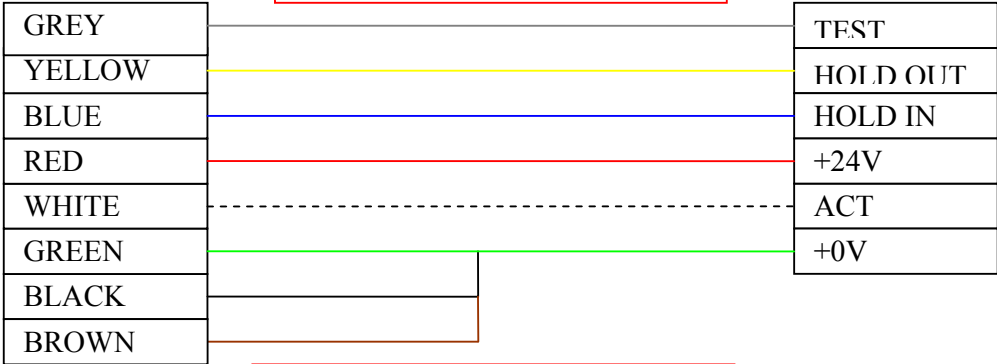 GREY
YELLOW
BLUE
RED
WHITE
GREEN
BLACK
BROWN
TEST
HOLD OUT
HOLD IN
+24V
ACT
+0V